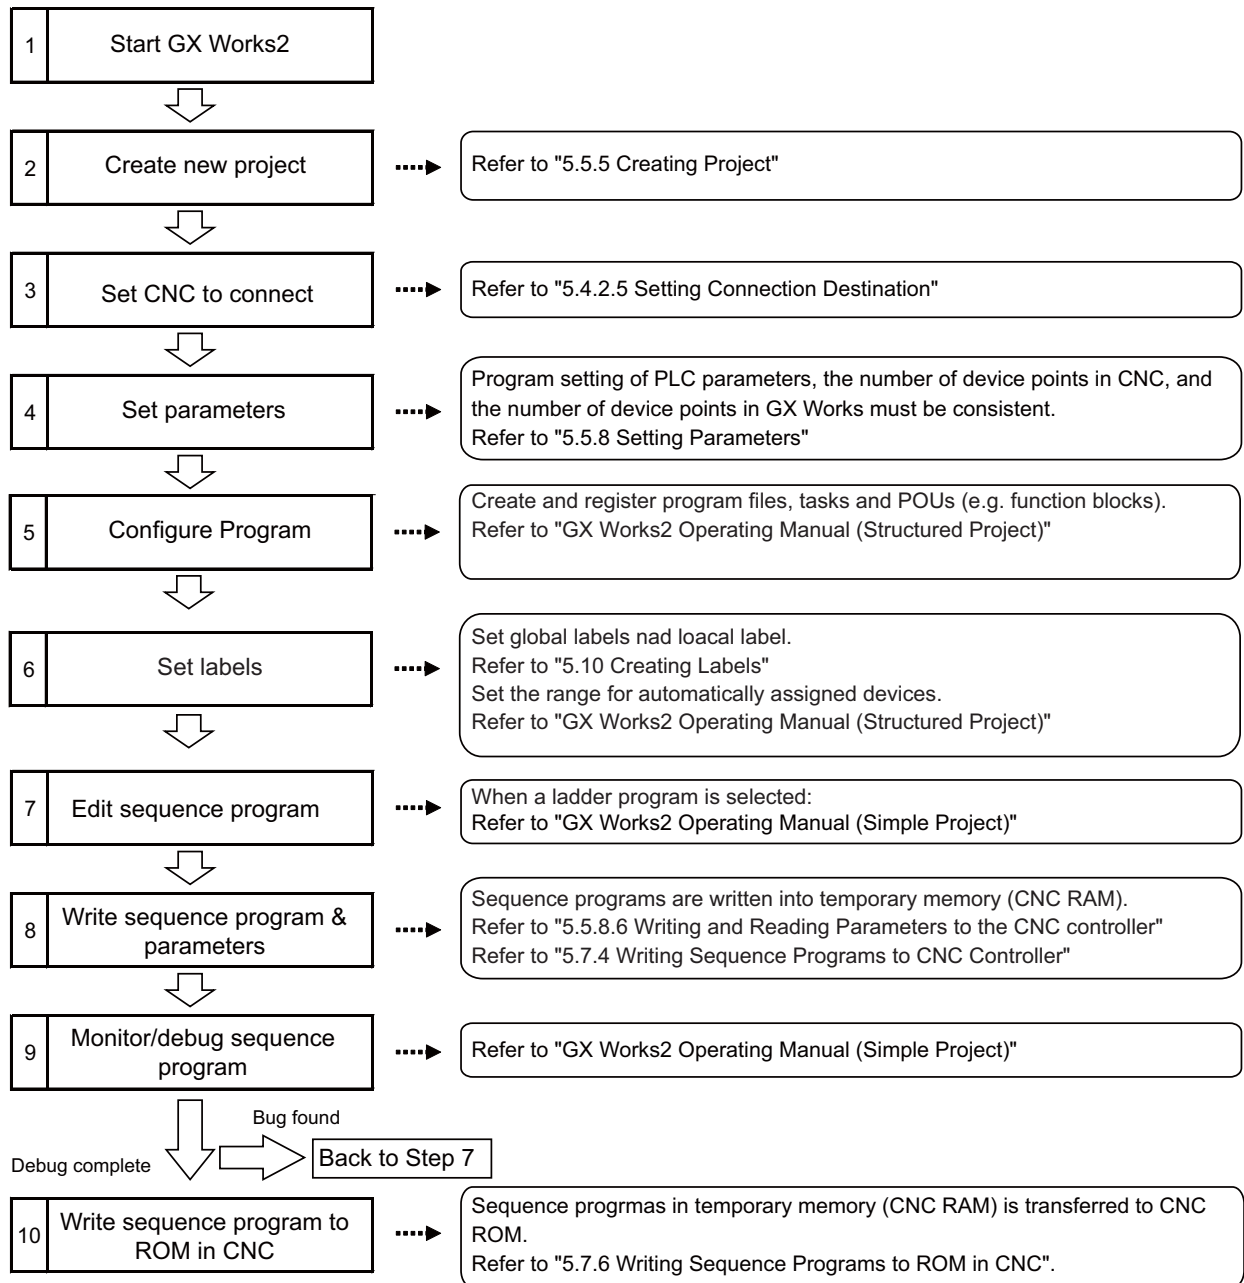 1
Start GX Works2
2
Create new project
Refer to "5.5.5 Creating Project"
3
Set CNC to connect
Refer to "5.4.2.5 Setting Connection Destination"
4
Set parameters
Program setting of PLC parameters, the number of device points in CNC, and
the number of device points in GX Works must be consistent.
Refer to "5.5.8 Setting Parameters"
5
Configure Program
Create and register program files, tasks and POUs (e.g. function blocks).
Refer to "GX Works2 Operating Manual (Structured Project)"
6
Set labels
Set global labels nad loacal label.
Refer to "5.10 Creating Labels"
Set the range for automatically assigned devices.
Refer to "GX Works2 Operating Manual (Structured Project)"
7
Edit sequence program
When a ladder program is selected:
Refer to "GX Works2 Operating Manual (Simple Project)"
8
Write sequence program &
parameters
Sequence programs are written into temporary memory (CNC RAM).
Refer to "5.5.8.6 Writing and Reading Parameters to the CNC controller"
Refer to "5.7.4 Writing Sequence Programs to CNC Controller"
9
Monitor/debug sequence
program
Refer to "GX Works2 Operating Manual (Simple Project)"
Bug found
Back to Step 7
Debug complete
10
Write sequence program to
ROM in CNC
Sequence progrmas in temporary memory (CNC RAM) is transferred to CNC
ROM.
Refer to "5.7.6 Writing Sequence Programs to ROM in CNC".